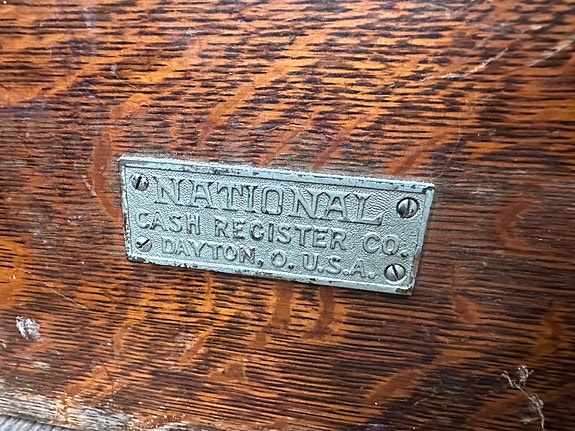 NATIONAL
CASH REGISTER CO.
DAYTON, O. U.S.A.